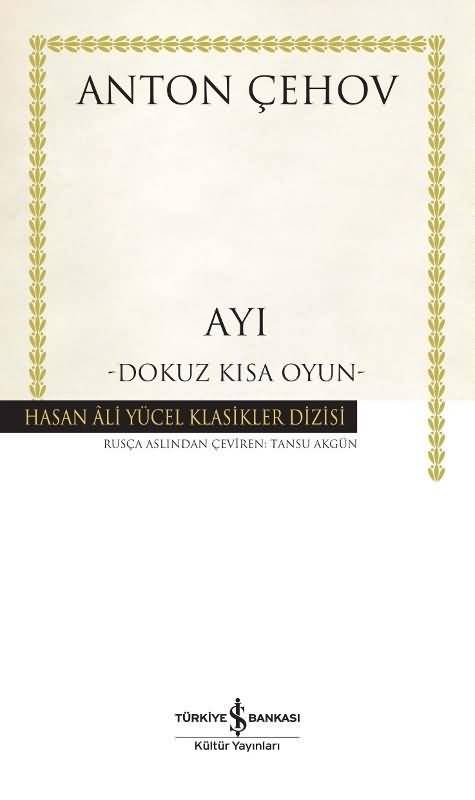 ANTON ÇEHOV
AYI
-DOKUZ KISA OYUN-
HASAN ÂLİ YÜCEL KLASİKLER DİZİSİ
RUSÇA ASLINDAN ÇEVİREN: TANSU AKGÜN
TÜRKİYE İŞ BANKASI
Kültür Yayınları